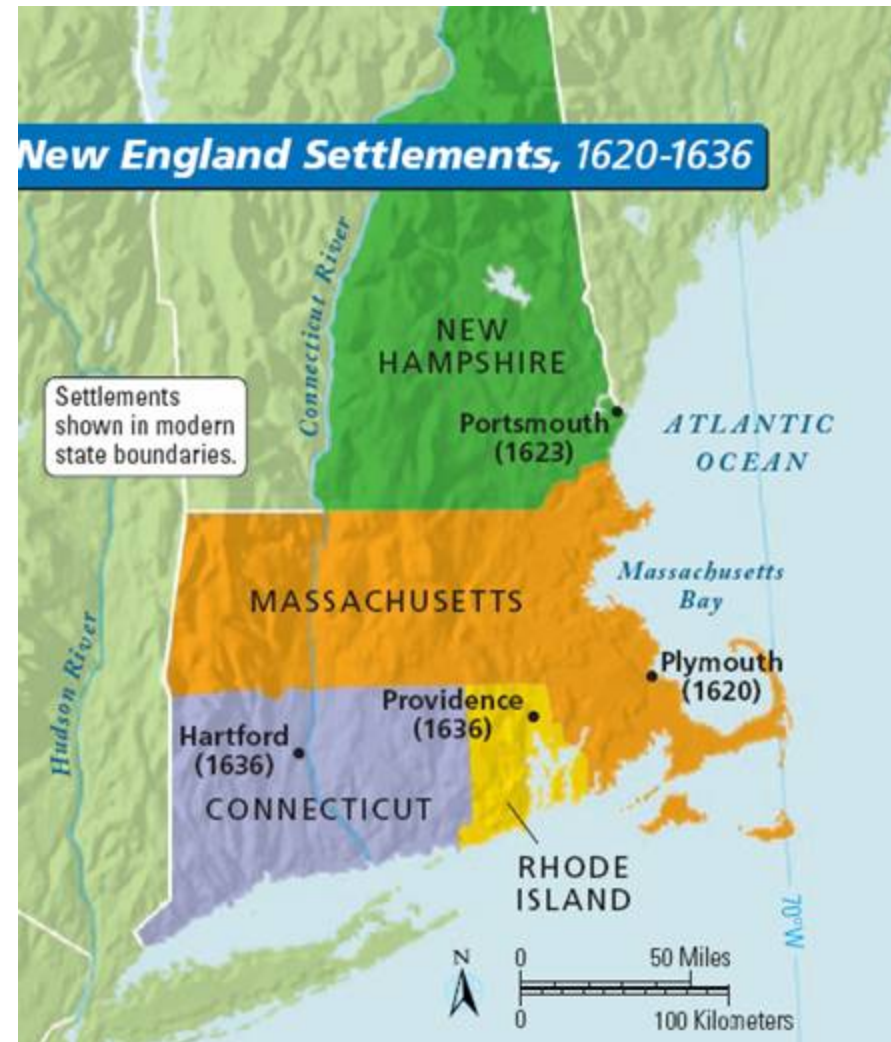 New England Settlements, 1620-1636
Connecticut River
NEW
HAMPSHIRE
Settlements
shown in modern
state boundaries.
Portsmouth
(1623)
ATLANTIC
OCEAN
Massachusetts
Bay
MASSACHUSETTS
Hudson River
Plymouth
(1620)
Providence
(1636)
Hartford
(1636)
CONNECTICUT
RHODE
ISLAND
70°W
N
0 50 Miles
0 100 Kilometers